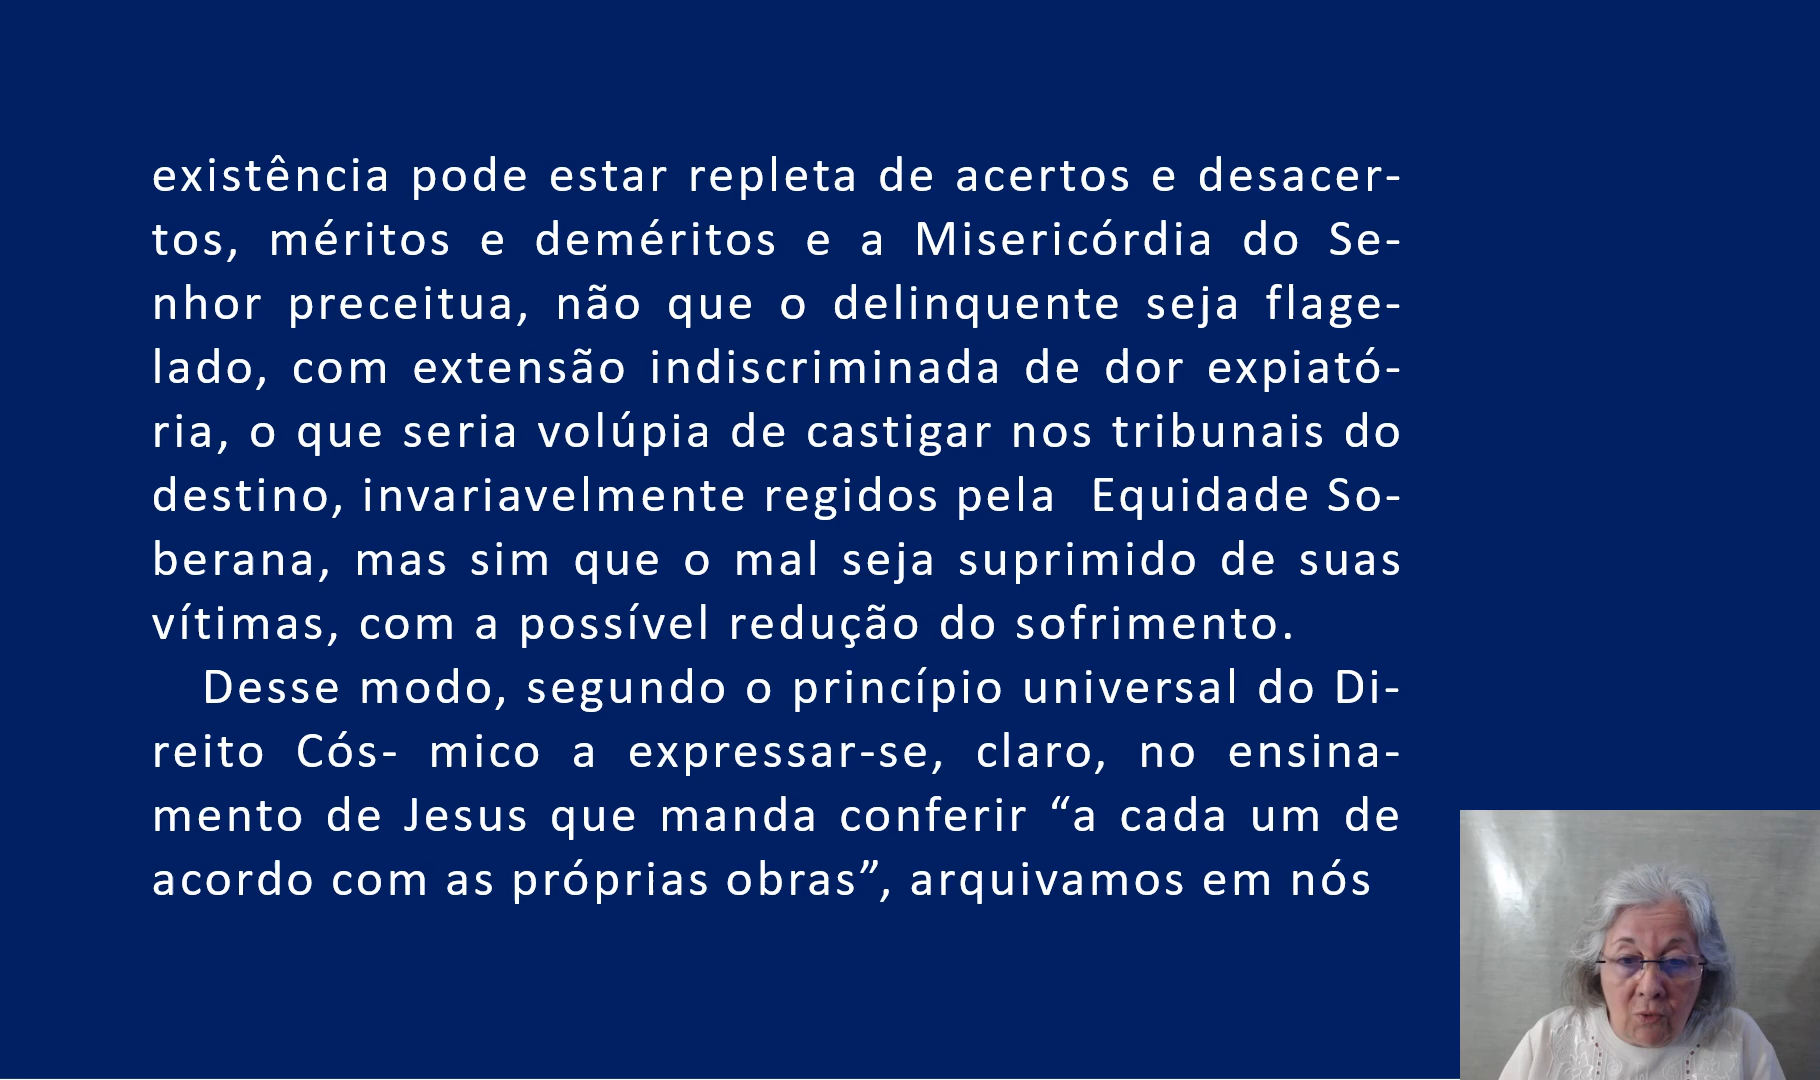 existência pode estar repleta de acertos e desacer-
tos, méritos e deméritos e a Misericórdia do Se-
nhor preceitua, não que o delinquente seja flage-
lado, com extensão indiscriminada de dor expiató-
ria, o que seria volúpia de castigar nos tribunais do
destino, invariavelmente regidos pela Equidade So-
berana, mas sim que o mal seja suprimido de suas
vítimas, com a possível redução do sofrimento.
Desse modo, segundo o princípio universal do Di-
reito Cós- mico a expressar-se, claro, no ensina-
mento de Jesus que manda conferir “a cada um de
acordo com as próprias obras”, arquivamos em nós